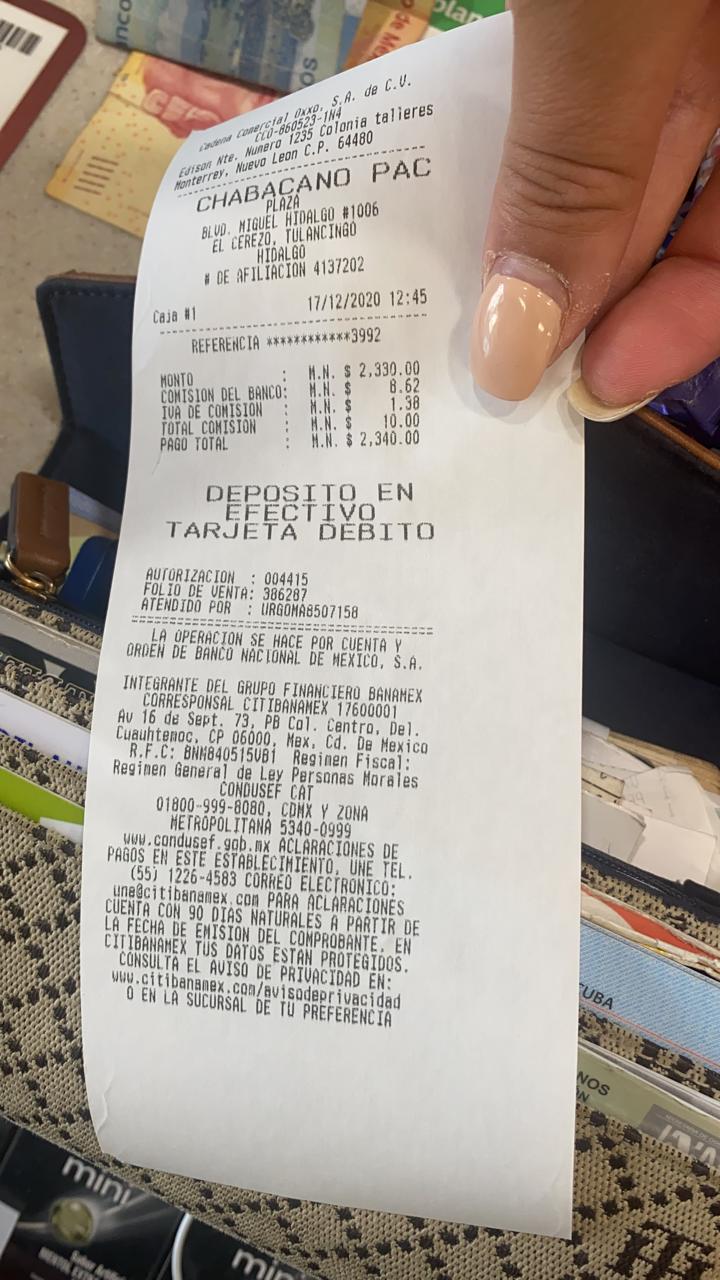 Cadena Comercial Oxxo, S.A. de C.V.
CCO-860523-1N4
Edison Nte. Numero 1235 Colonia talleres
Monterrey, Nuevo Leon C.P. 64480
CHABACANO PAC
PLAZA
BLVD. MIGUEL HIDALGO #1006
EL CEREZO, TULANCINGO
HIDALGO
# DE AFILIACION 4137202
Caja #1 17/12/2020 12:45
REFERENCIA ************3992
MONTO : M.N. $ 2,330.00
COMISION DEL BANCO: M.N. $ 8.62
IVA DE COMISION : M.N. $ 1.38
TOTAL COMISION : M.N. $ 10.00
PAGO TOTAL : M.N. $ 2,340.00
DEPOSITO EN
EFECTIVO
TARJETA DEBITO
AUTORIZACION : 004415
FOLIO DE VENTA: 386287
ATENDIDO POR : URGOMA8507158
LA OPERACION SE HACE POR CUENTA Y
ORDEN DE BANCO NACIONAL DE MEXICO, S.A.
INTEGRANTE DEL GRUPO FINANCIERO BANAMEX
CORRESPONSAL CITIBANAMEX 17600001
Av 16 de Sept. 73, PB Col. Centro, Del.
Cuauhtemoc, CP 06000, Mex, Cd. De Mexico
R.F.C: BNM840515VB1 Regimen Fiscal:
Regimen General de Ley Personas Morales
CONDUSEF CAT
01800-999-8080, CDMX Y ZONA
METROPOLITANA 5340-0999
www.condusef.gob.mx ACLARACIONES DE
PAGOS EN ESTE ESTABLECIMIENTO, UNE TEL.
(55) 1226-4583 CORREO ELECTRONICO:
une@citibanamex.com PARA ACLARACIONES
CUENTA CON 90 DIAS NATURALES A PARTIR DE
LA FECHA DE EMISION DEL COMPROBANTE. EN
CITIBANAMEX TUS DATOS ESTAN PROTEGIDOS.
CONSULTA EL AVISO DE PRIVACIDAD EN:
www.citibanamex.com/avisodeprivacidad
O EN LA SUCURSAL DE TU PREFERENCIA
mini
mini